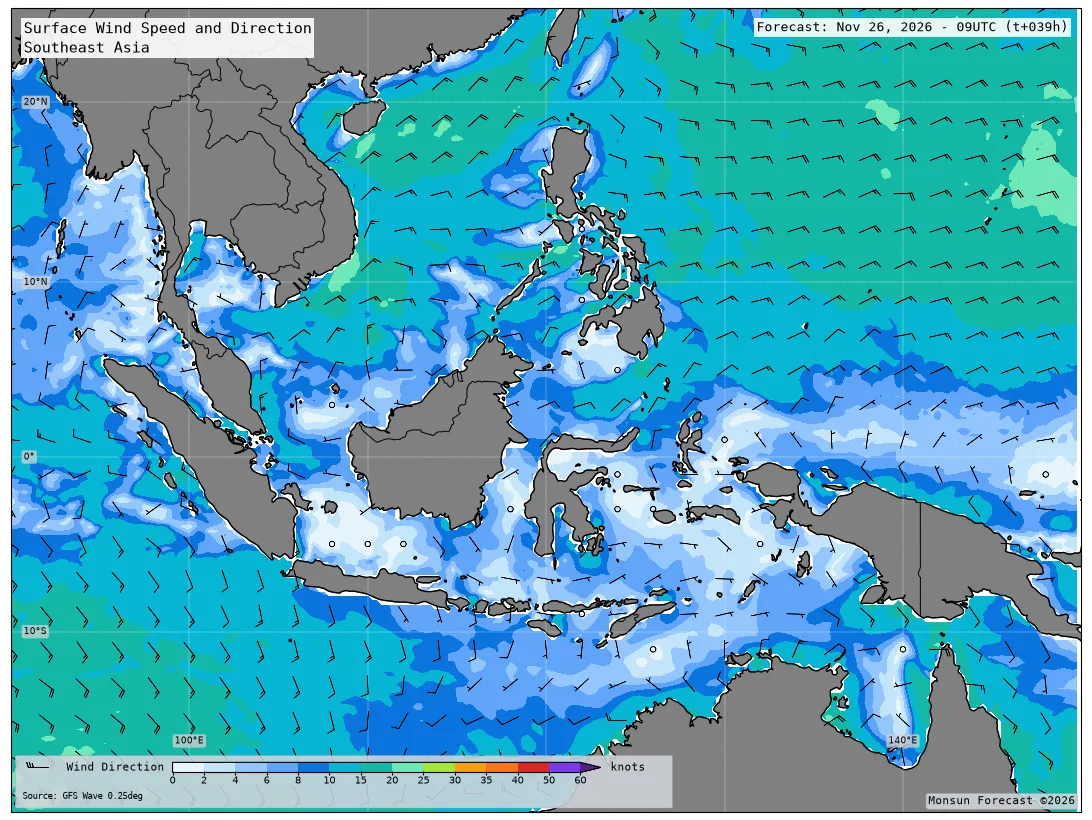 Surface Wind Speed and Direction
Southeast Asia
Forecast: Nov 26, 2026 - 09UTC (t+039h)
20°N
10°N
0°
10°S
100°E
140°E
Wind Direction
0 2 4 6 8 10 15 20 25 30 35 40 50 60
knots
Source: GFS Wave 0.25deg
Monsun Forecast ©2026